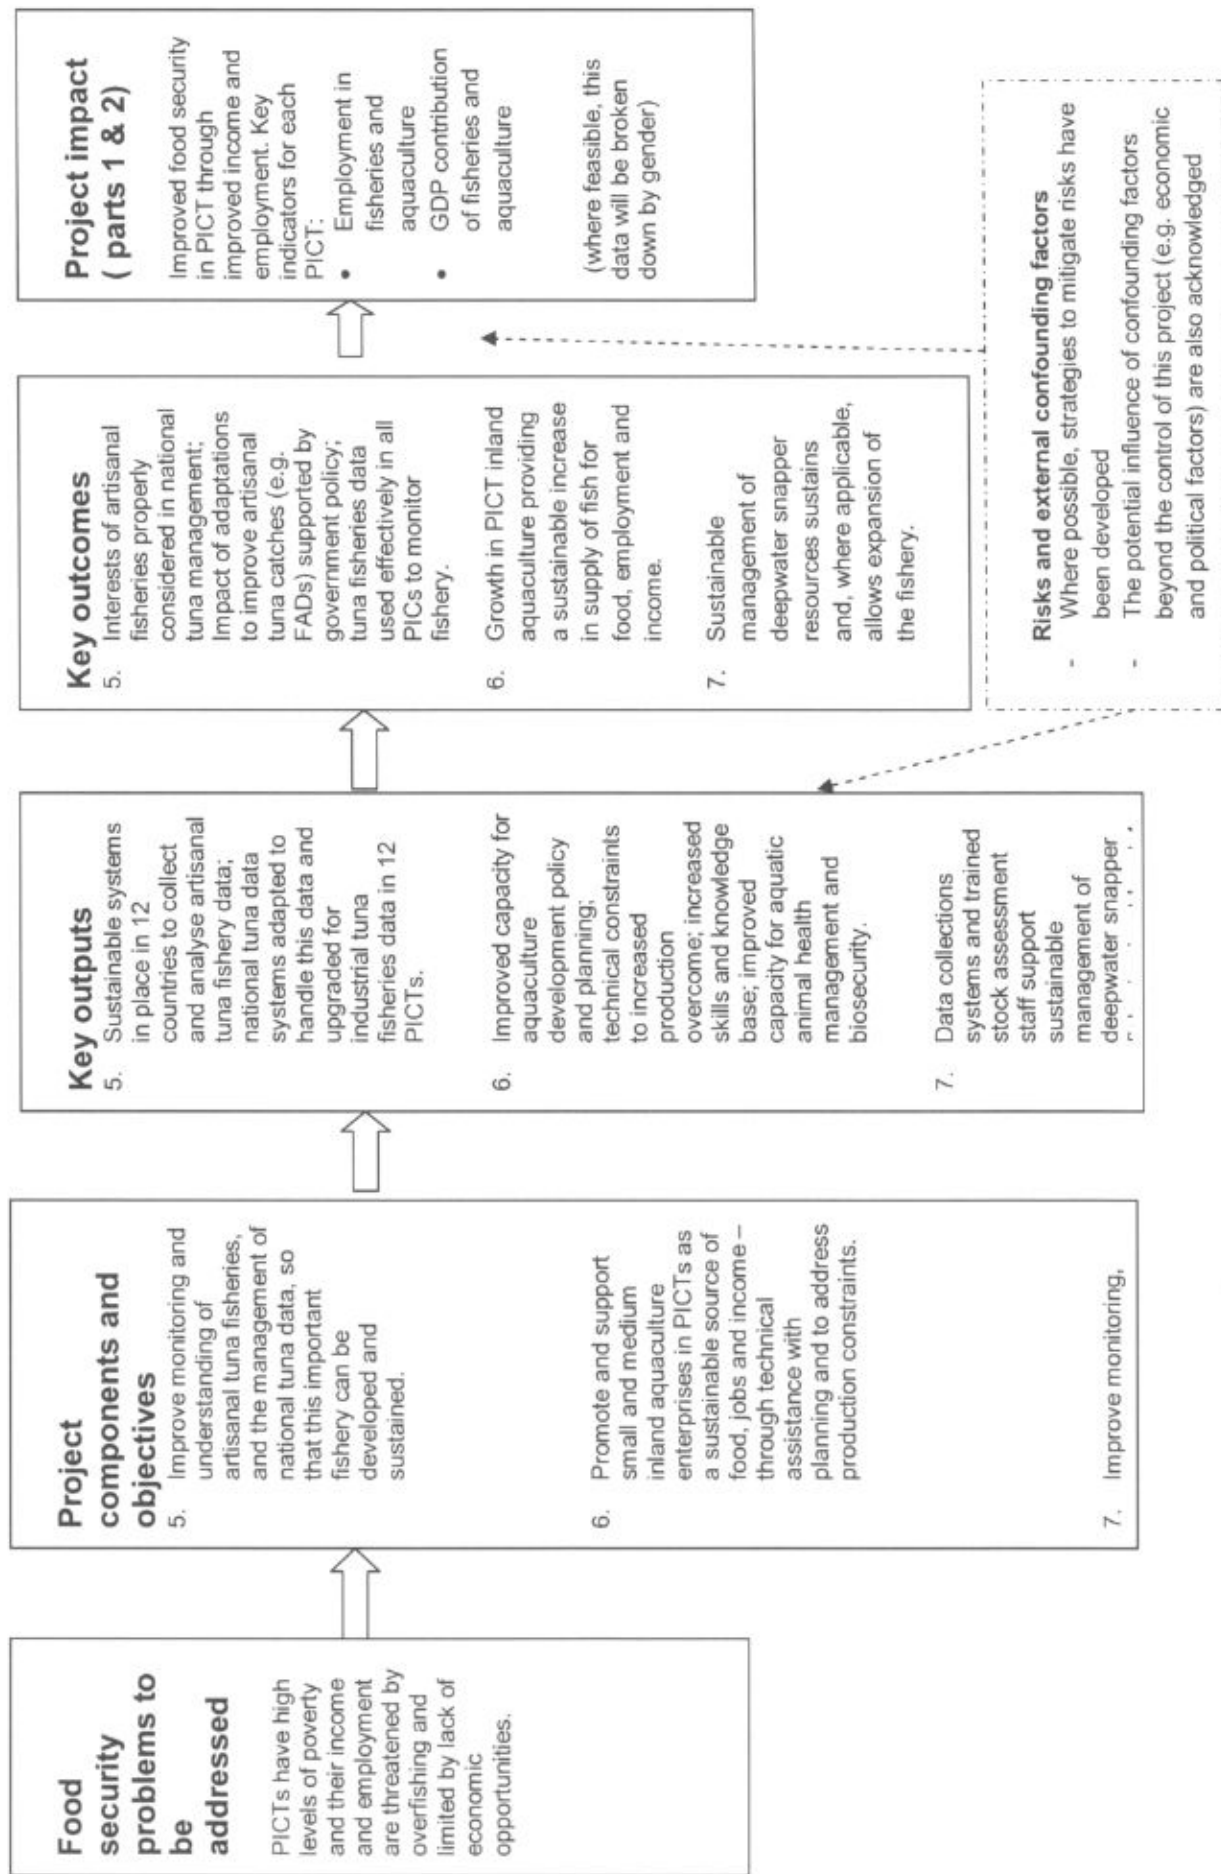 Food
security
problems to
be
addressed
PICTs have high
levels of poverty
and their income
and employment
are threatened by
overfishing and
limited by lack of
economic
opportunities.
Project
components and
objectives
5. Improve monitoring and
understanding of
artisanal tuna fisheries,
and the management of
national tuna data, so
that this important
fishery can be
developed and
sustained.
6. Promote and support
small and medium
inland aquaculture
enterprises in PICTs as
a sustainable source of
food, jobs and income –
through technical
assistance with
planning and to address
production constraints.
7. Improve monitoring,
Key outputs
5. Sustainable systems
in place in 12
countries to collect
and analyse artisanal
tuna fishery data;
national tuna data
systems adapted to
handle this data and
upgraded for
industrial tuna
fisheries data in 12
PICTs.
6. Improved capacity for
aquaculture
development policy
and planning;
technical constraints
to increased
production
overcome; increased
skills and knowledge
base; improved
capacity for aquatic
animal health
management and
biosecurity.
7. Data collections
systems and trained
stock assessment
staff support
sustainable
management of
deepwater snapper
Key outcomes
5. Interests of artisanal
fisheries properly
considered in national
tuna management;
Impact of adaptations
to improve artisanal
tuna catches (e.g.
FADs) supported by
government policy;
tuna fisheries data
used effectively in all
PICs to monitor
fishery.
6. Growth in PICT inland
aquaculture providing
a sustainable increase
in supply of fish for
food, employment and
income.
7. Sustainable
management of
deepwater snapper
resources sustains
and, where applicable,
allows expansion of
the fishery.
Project impact
( parts 1 & 2)
Improved food security
in PICT through
improved income and
employment. Key
indicators for each
PICT:
• Employment in
fisheries and
aquaculture
• GDP contribution
of fisheries and
aquaculture
(where feasible, this
data will be broken
down by gender)
Risks and external confounding factors
- Where possible, strategies to mitigate risks have
been developed
- The potential influence of confounding factors
beyond the control of this project (e.g. economic
and political factors) are also acknowledged